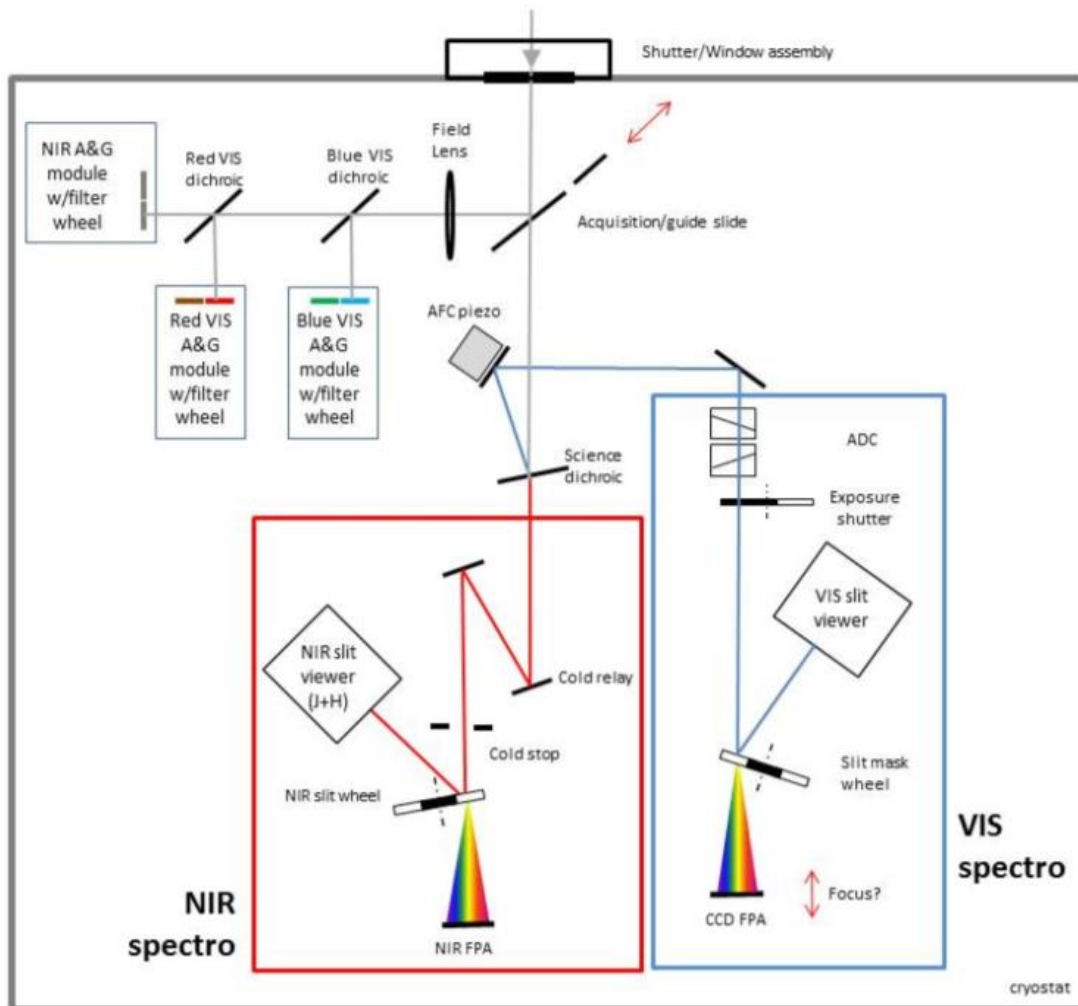 Shutter/Window assembly
NIR A&G
module
w/filter
wheel
Red VIS
dichroic
Blue VIS
dichroic
Field
Lens
Acquisition/guide slide
Red VIS
A&G
module
w/filter
wheel
Blue VIS
A&G
module
w/filter
wheel
AFC piezo
Science
dichroic
ADC
Exposure
shutter
VIS slit
viewer
NIR slit
viewer
(J+H)
Cold relay
Cold stop
NIR slit wheel
Slit mask
wheel
NIR
spectro
NIR FPA
CCD FPA
Focus?
VIS
spectro
cryostat